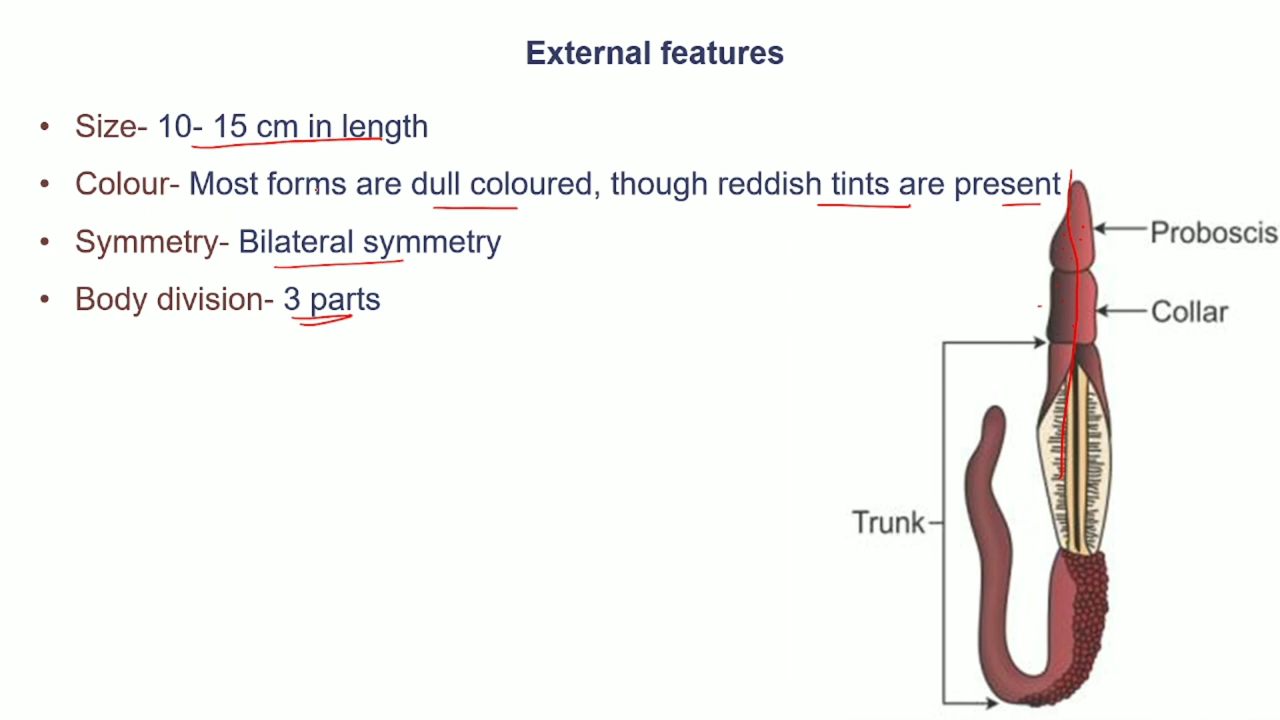 External features
• Size- 10- 15 cm in length
• Colour- Most forms are dull coloured, though reddish tints are present
• Symmetry- Bilateral symmetry
• Body division- 3 parts
Proboscis
Collar
Trunk